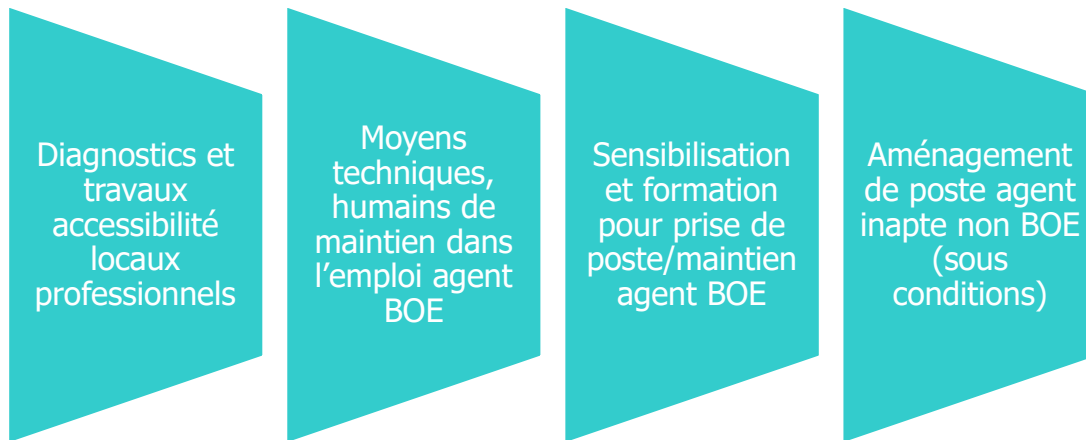 Diagnostics et
travaux
accessibilité
locaux
professionnels
Moyens
techniques,
humains de
maintien dans
l'emploi agent
BOE
Sensibilisation
et formation
pour prise de
poste/maintien
agent BOE
Aménagement
de poste agent
inapte non BOE
(sous
conditions)